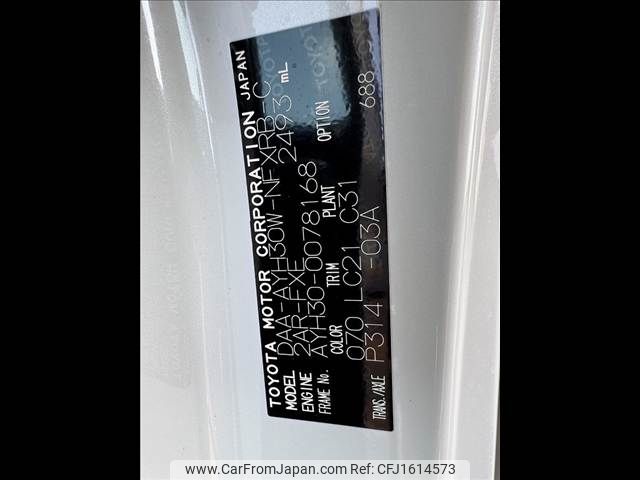 TOYOTA MOTOR CORPORATION JAPAN
MODEL DAA-AYH30W-NFXRB-C
ENGINE 2AR-FXE 2493 mL
FRAME No. AYH30-0078168
COLOR TRIM PLANT OPTION
070 LC21 C31 688
TRANS./AXLE P314 -03A
www.CarFromJapan.com | CFJ1614573